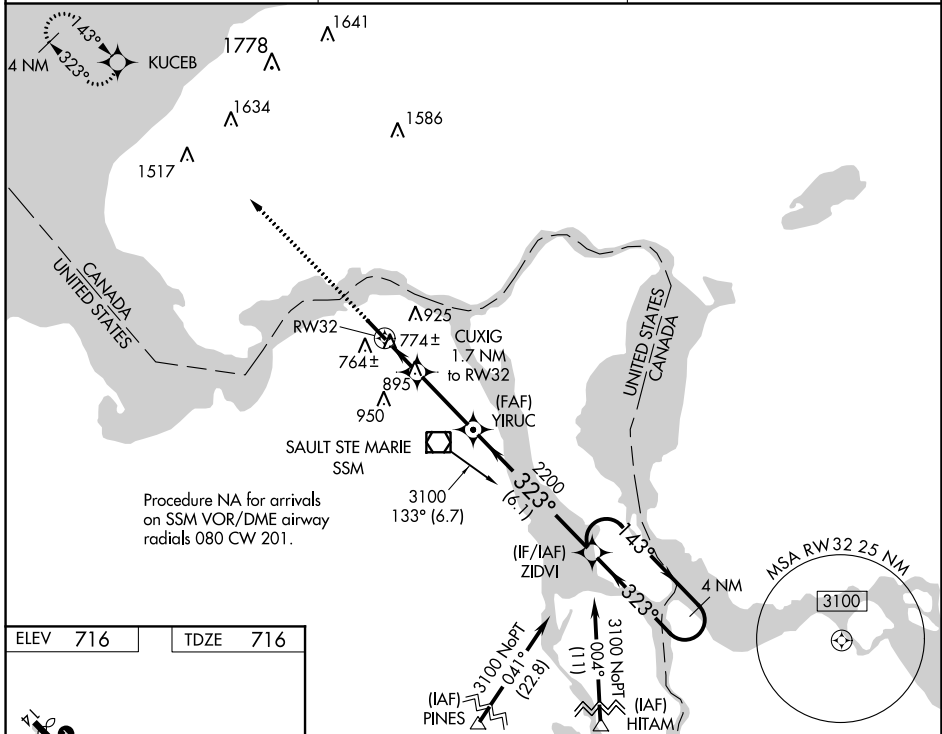 1641
143°
1778
4 NM
323°
KUCEB
1634
1586
1517
CANADA
UNITED STATES
UNITED STATES
CANADA
925
RW32
774±
CUXIG
1.7 NM
to RW32
764±
895
950
(FAF)
YIRUC
SAULT STE MARIE
SSM
2200
323°
(6.1)
3100
133° (6.7)
Procedure NA for arrivals
on SSM VOR/DME airway
radials 080 CW 201.
(IF/IAF)
ZIDVI
143°
323°
4 NM
MSA RW32 25 NM
3100
3100 NoPT
041°
(22.8)
3100 NoPT
004°
(11)
(IAF)
PINES
(IAF)
HITAM
ELEV 716
TDZE 716
14